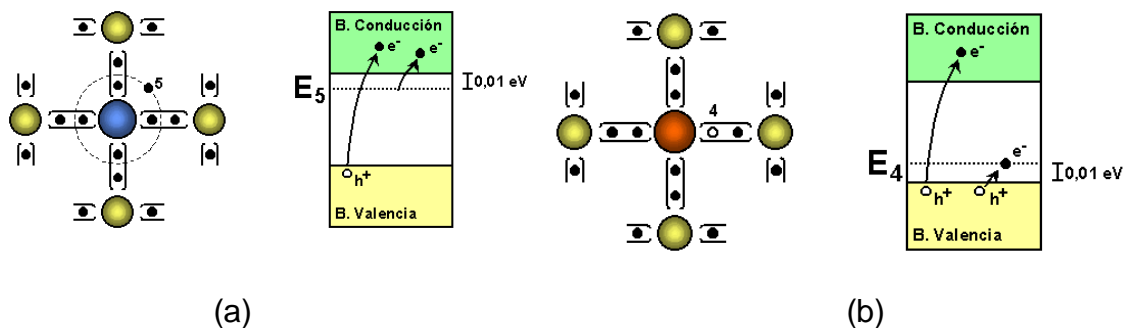 5
B. Conducción
e-
e-
E5
0,01 eV
h+
B. Valencia
4
B. Conducción
e-
E4
e-
0,01 eV
h+
h+
B. Valencia
(a)
(b)